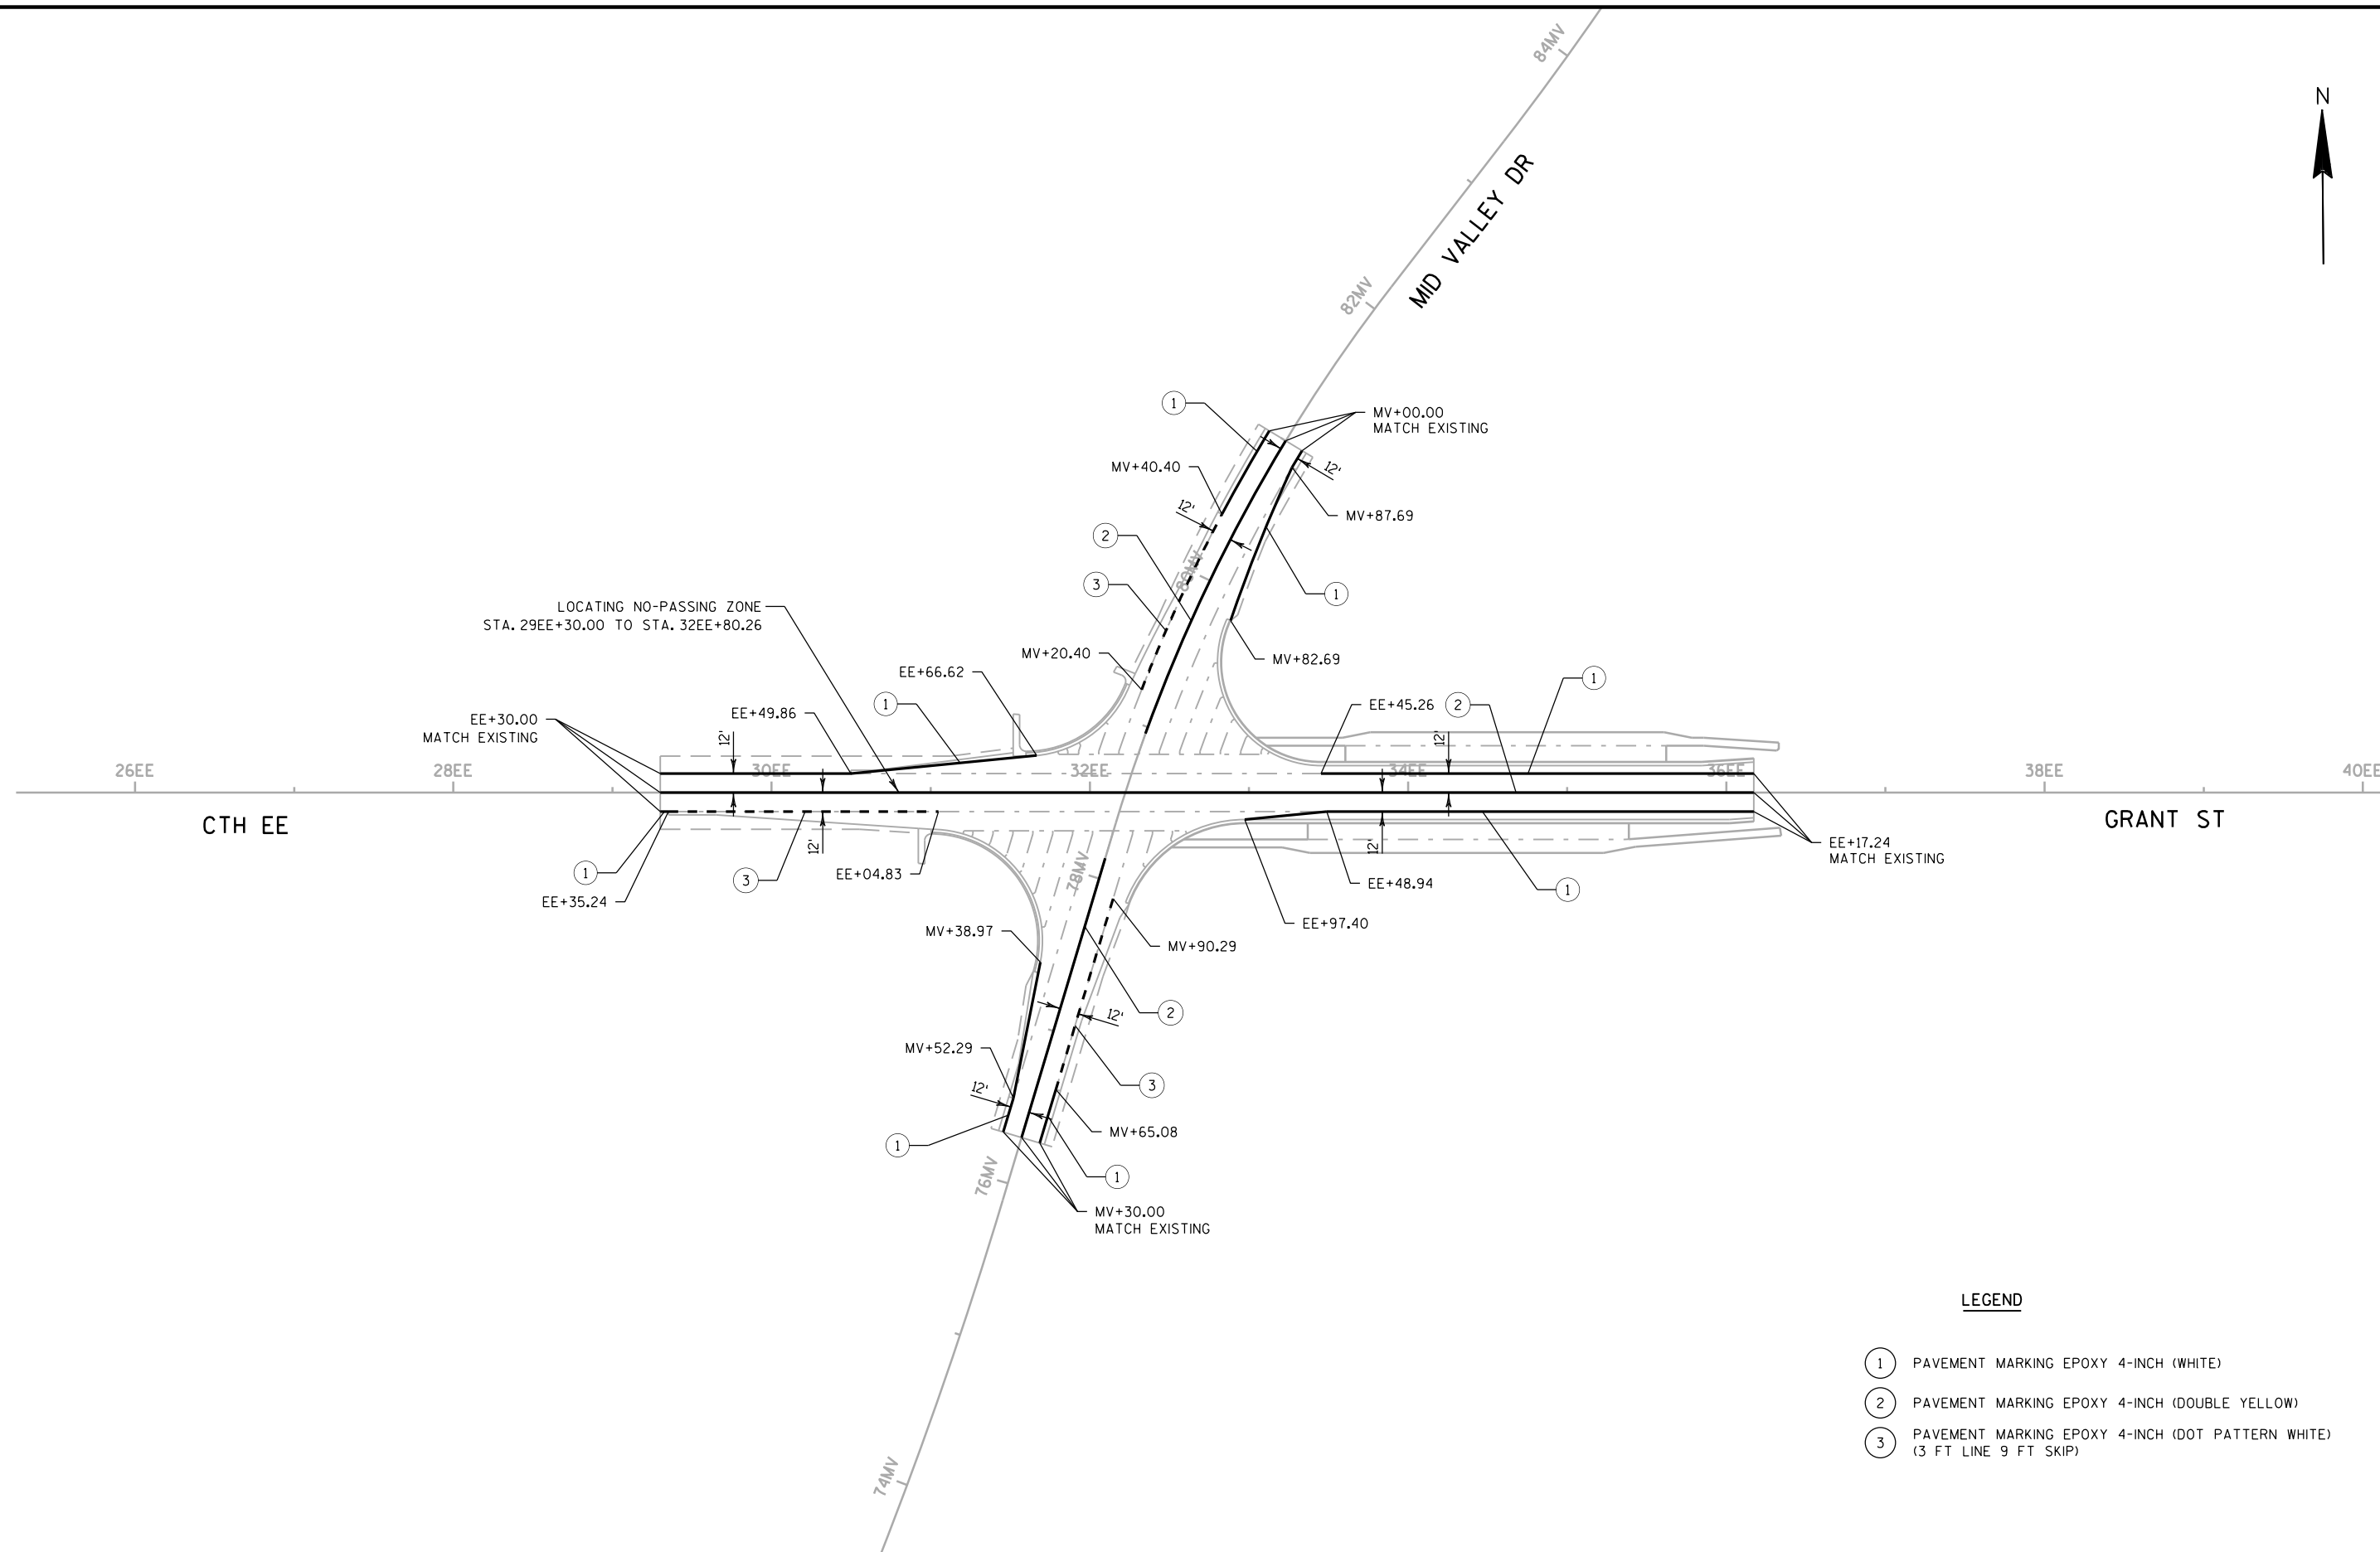 84MV
N
MID VALLEY DR
82MV
1
MV+00.00
MATCH EXISTING
MV+40.40
12'
12'
MV+87.69
2
80MV
3
1
LOCATING NO-PASSING ZONE
STA. 29EE+30.00 TO STA. 32EE+80.26
MV+20.40
MV+82.69
EE+66.62
1
1
EE+49.86
EE+45.26
2
EE+30.00
MATCH EXISTING
12'
12'
26EE
28EE
30EE
32EE
34EE
36EE
38EE
40EE
CTH EE
GRANT ST
12'
12'
EE+17.24
MATCH EXISTING
1
3
EE+04.83
78MV
EE+48.94
1
EE+35.24
EE+97.40
MV+38.97
MV+90.29
2
12'
MV+52.29
12'
3
MV+65.08
1
1
76MV
MV+30.00
MATCH EXISTING
LEGEND
1 PAVEMENT MARKING EPOXY 4-INCH (WHITE)
2 PAVEMENT MARKING EPOXY 4-INCH (DOUBLE YELLOW)
3 PAVEMENT MARKING EPOXY 4-INCH (DOT PATTERN WHITE)
(3 FT LINE 9 FT SKIP)
74MV